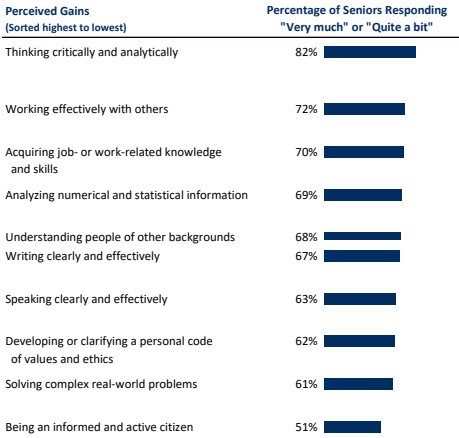 Perceived Gains
(Sorted highest to lowest)
Percentage of Seniors Responding
"Very much" or "Quite a bit"
Thinking critically and analytically 82%
Working effectively with others 72%
Acquiring job- or work-related knowledge
and skills 70%
Analyzing numerical and statistical information 69%
Understanding people of other backgrounds 68%
Writing clearly and effectively 67%
Speaking clearly and effectively 63%
Developing or clarifying a personal code
of values and ethics 62%
Solving complex real-world problems 61%
Being an informed and active citizen 51%